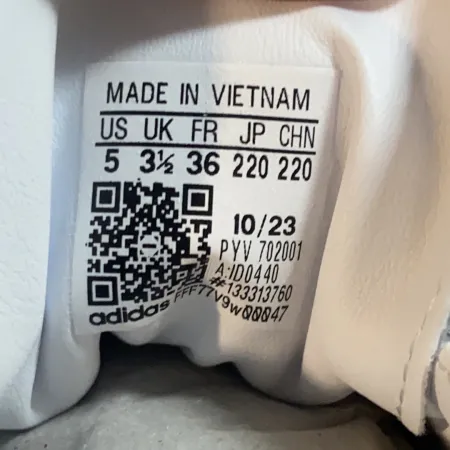 MADE IN VIETNAM
US UK FR JP CHN
5 3½ 36 220 220
10/23
PYV 702001
A:ID0440
#133313760
adidas FFF77V9W00047